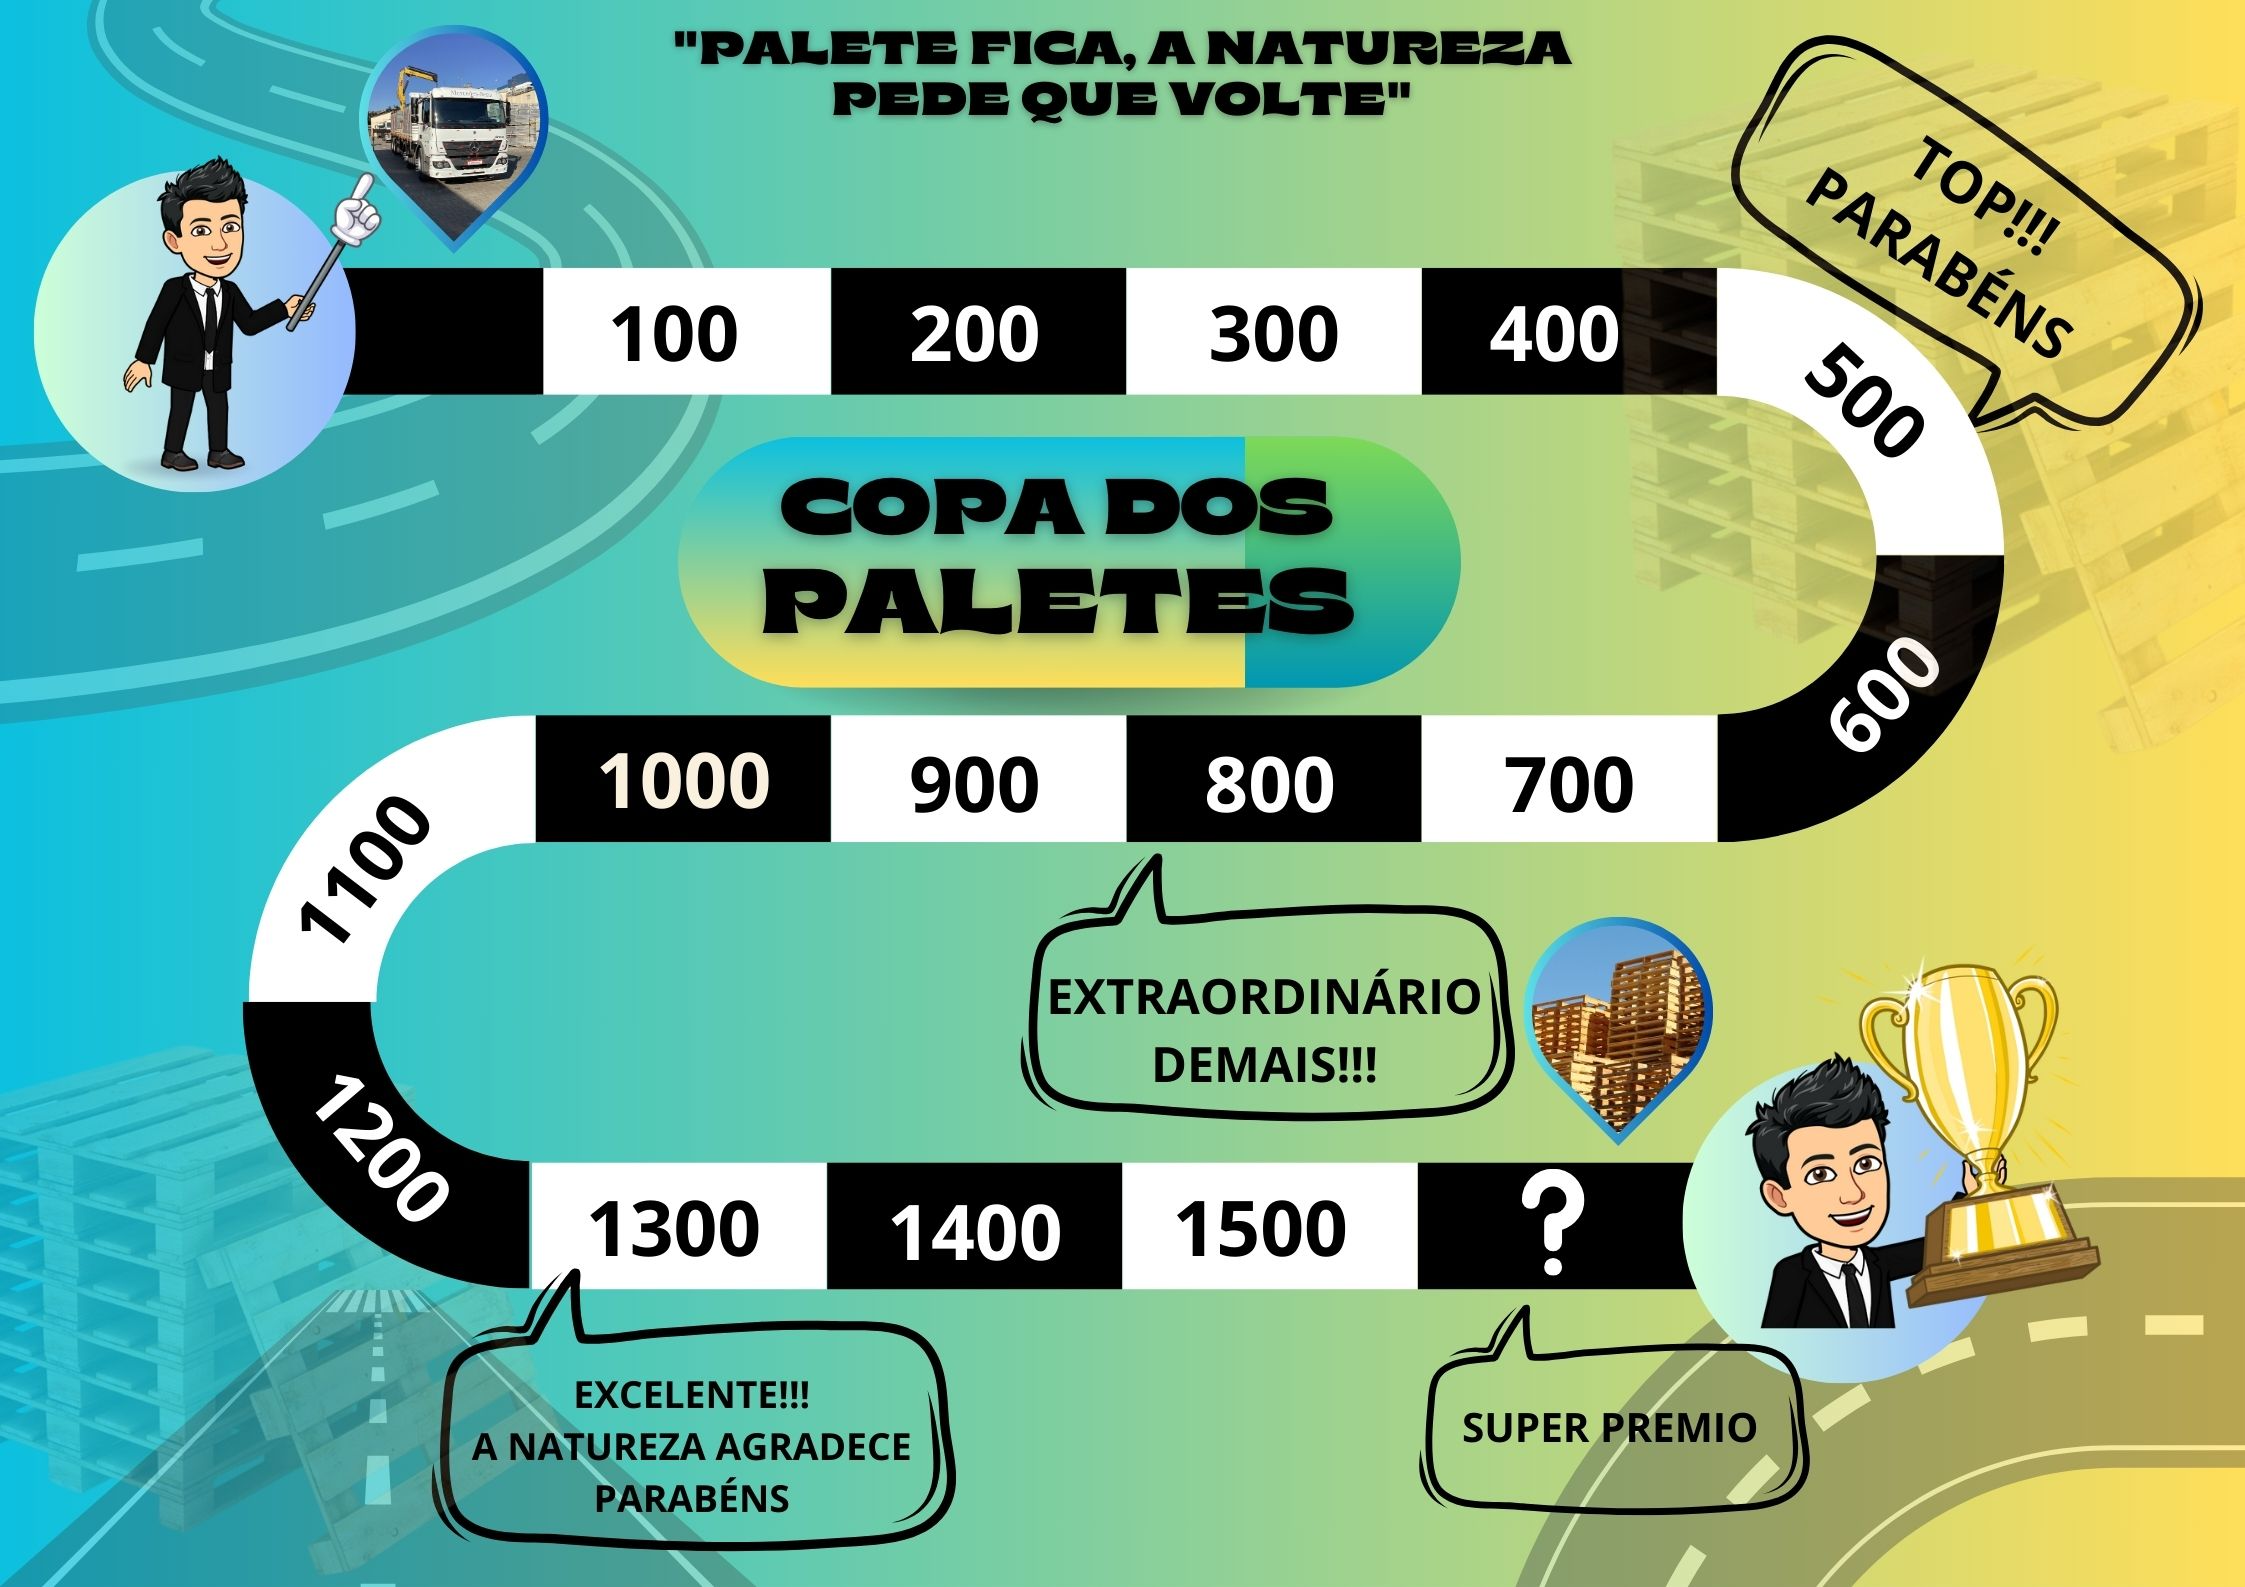 "PALETE FICA, A NATUREZA
PEDE QUE VOLTE"
TOP!!!
PARABÉNS
100
200
300
400
500
COPA DOS
PALETES
600
700
800
900
1000
1100
EXTRAORDINÁRIO
DEMAIS!!!
1200
1300
1400
1500
?
EXCELENTE!!!
A NATUREZA AGRADECE
PARABÉNS
SUPER PREMIO